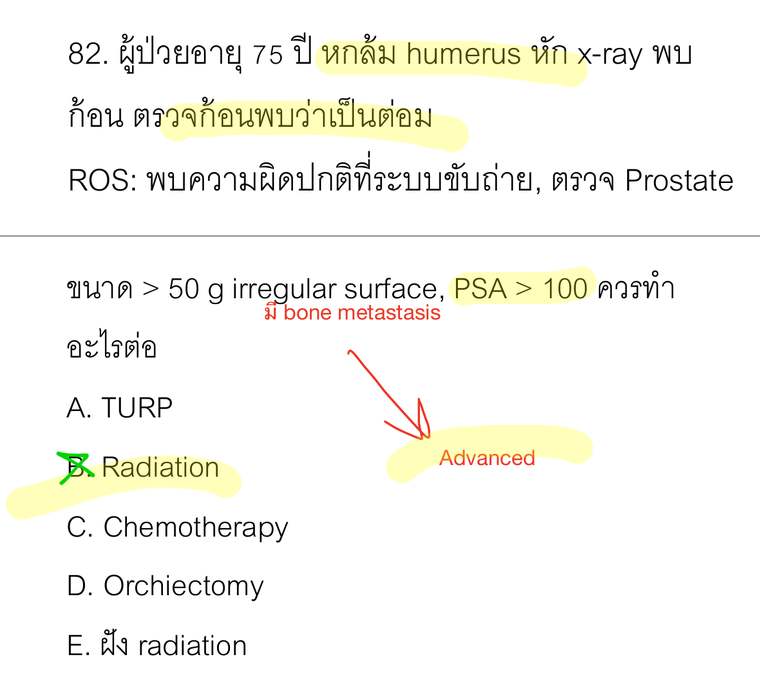 82. ผู้ป่วยอายุ 75 ปี หกล้ม humerus หัก x-ray พบ
ก้อน ตรวจก้อนพบว่าเป็นต่อม
ROS: พบความผิดปกติที่ระบบขับถ่าย, ตรวจ Prostate
ขนาด > 50 g irregular surface, PSA > 100 ควรทำ
มี bone metastasis
อะไรต่อ
A. TURP
B. Radiation
Advanced
C. Chemotherapy
D. Orchiectomy
E. ฝัง radiation